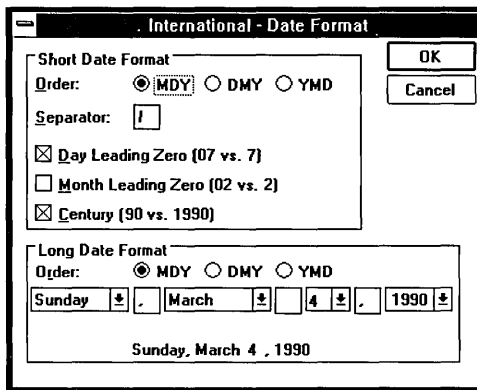 International - Date Format
Short Date Format
Order: MDY DMY YMD
Separator: /
Day Leading Zero (07 vs. 7)
Month Leading Zero (02 vs. 2)
Century (90 vs. 1990)
OK
Cancel
Long Date Format
Order: MDY DMY YMD
Sunday , March 4 , 1990
Sunday, March 4 , 1990